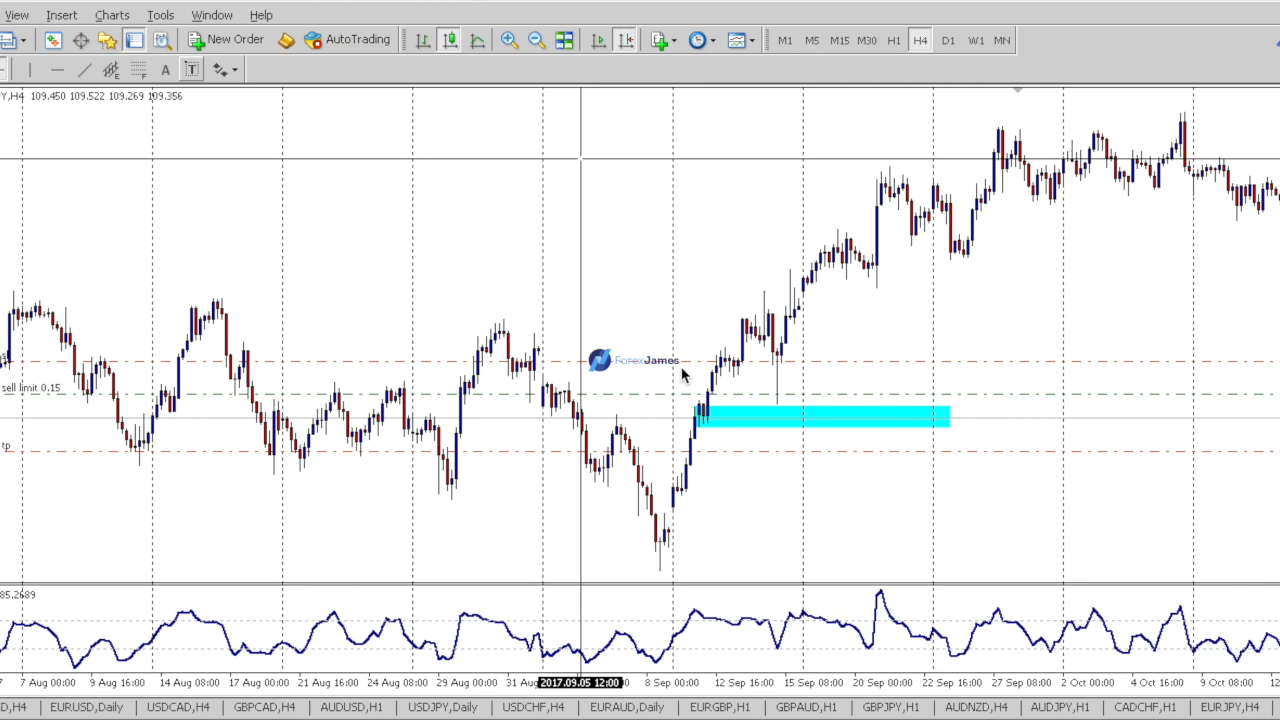 View Insert Charts Tools Window Help
New Order AutoTrading M1 M5 M15 M30 H1 H4 D1 W1 MN
A T
Y,H4 109.450 109.522 109.269 109.356
ForexJames
sell limit 0.15
tp
85.2689
7 Aug 00:00 9 Aug 16:00 14 Aug 08:00 17 Aug 00:00 21 Aug 16:00 24 Aug 08:00 29 Aug 00:00 31 Aug 2017.09.05 12:00 8 Sep 00:00 12 Sep 16:00 15 Sep 08:00 20 Sep 00:00 22 Sep 16:00 27 Sep 08:00 2 Oct 00:00 4 Oct 16:00 9 Oct 08:00 12
D,H4 EURUSD,Daily USDCAD,H4 GBPCAD,H4 AUDUSD,H1 USDJPY,Daily USDCHF,H4 EURAUD,Daily EURGBP,H1 GBPAUD,H1 GBPJPY,H1 AUDNZD,H4 AUDJPY,H1 CADCHF,H1 EURJPY,H4